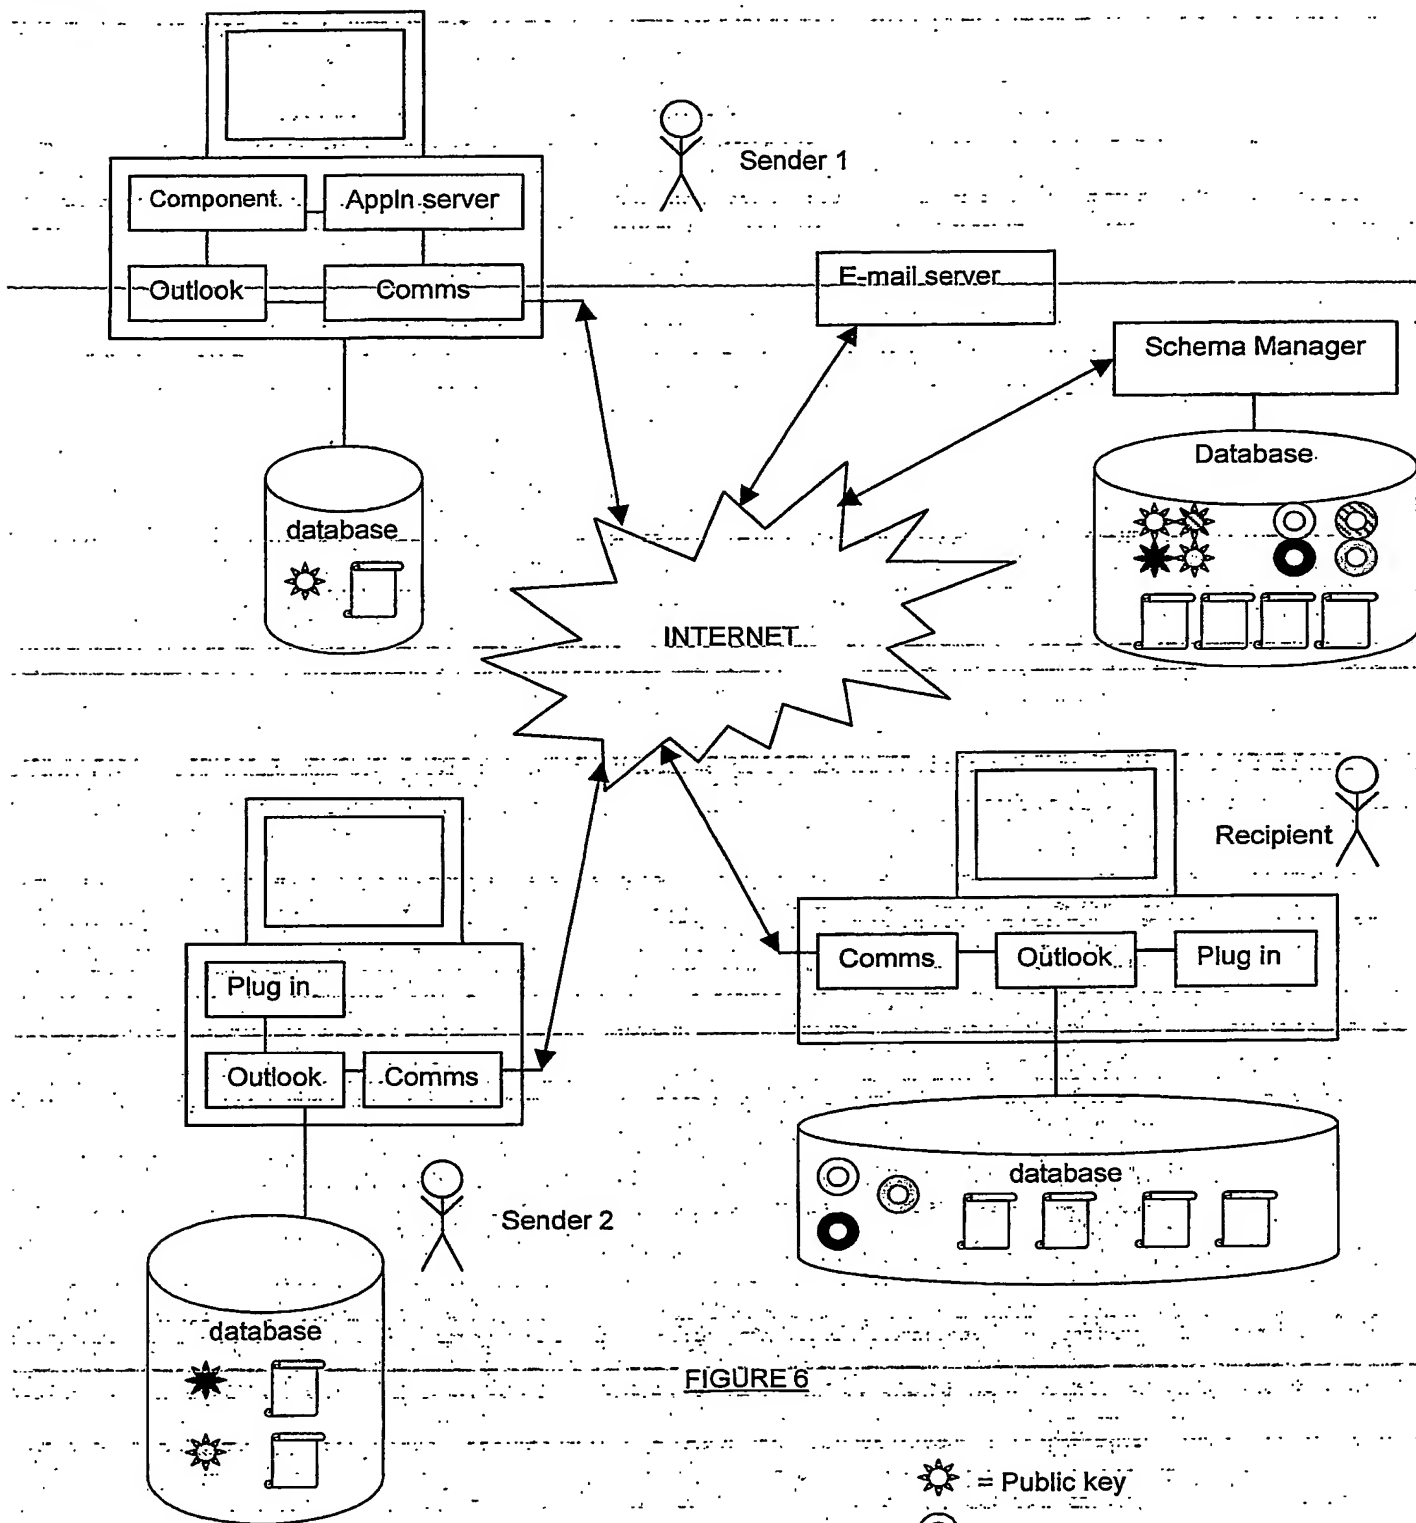 Sender 1
Component
Appln server
Outlook
Comms
E-mail server
Schema Manager
Database
database
INTERNET
Recipient
Comms
Outlook
Plug in
Plug in
Outlook
Comms
database
Sender 2
database
FIGURE 6
= Public key